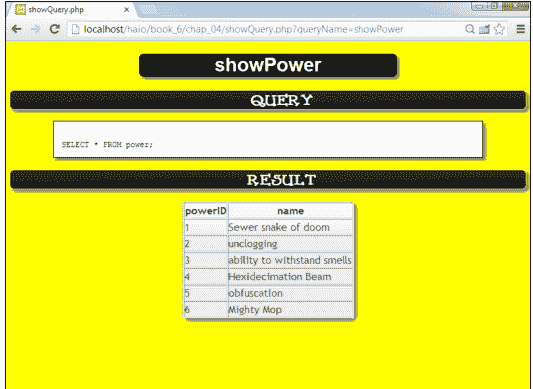 showQuery.php
localhost/haio/book_6/chap_04/showQuery.php?queryName=showPower
showPower
QUERY
SELECT * FROM power;
RESULT
powerID name
1 Sewer snake of doom
2 unclogging
3 ability to withstand smells
4 Hexidecimation Beam
5 obfuscation
6 Mighty Mop